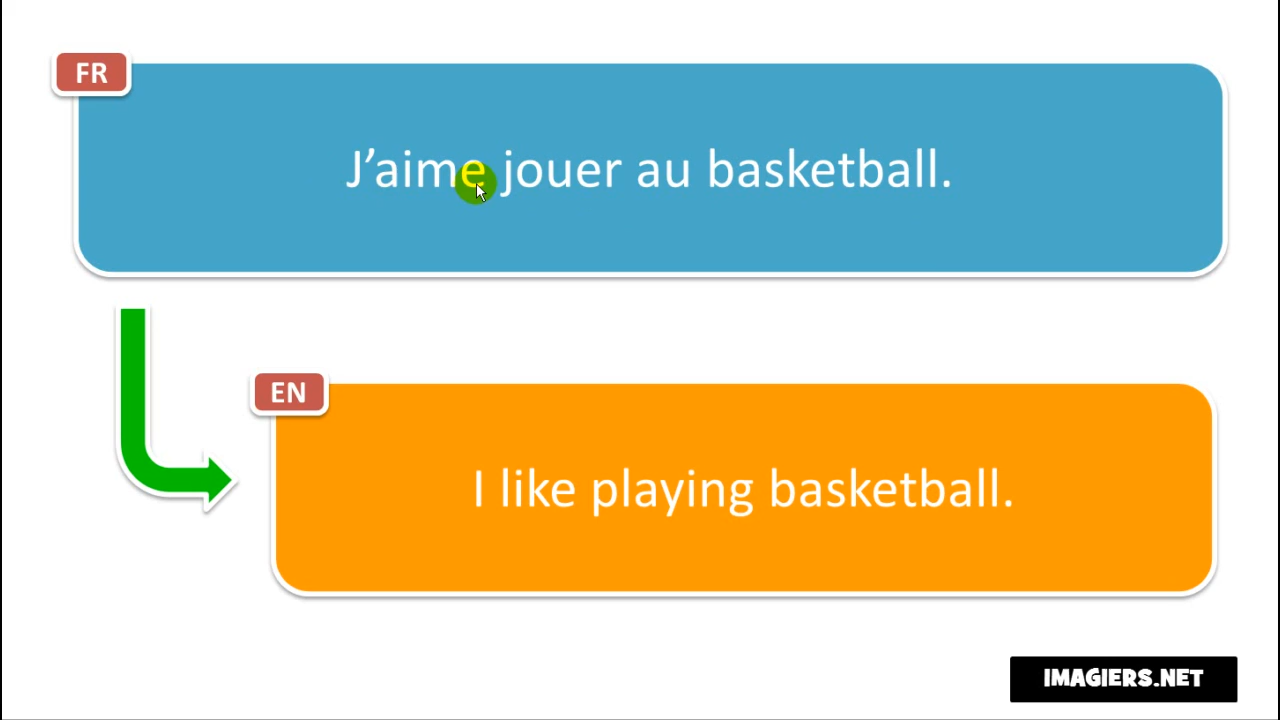 FR
J’aime jouer au basketball.
EN
I like playing basketball.
IMAGIERS.NET